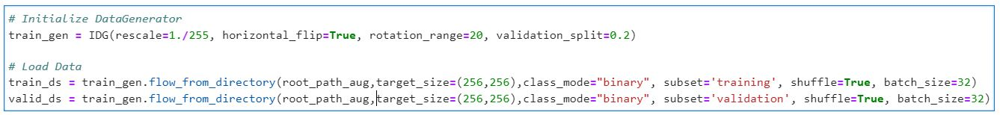 # Initialize DataGenerator
train_gen = IDG(rescale=1./255, horizontal_flip=True, rotation_range=20, validation_split=0.2)
# Load Data
train_ds = train_gen.flow_from_directory(root_path_aug,target_size=(256,256),class_mode="binary", subset='training', shuffle=True, batch_size=32)
valid_ds = train_gen.flow_from_directory(root_path_aug,target_size=(256,256),class_mode="binary", subset='validation', shuffle=True, batch_size=32)